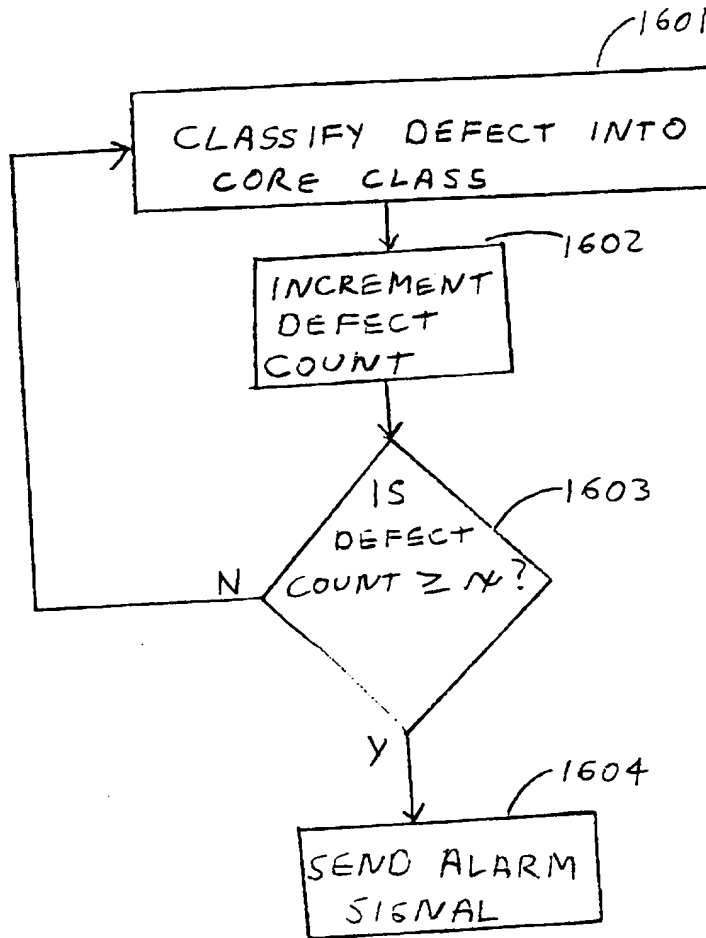 1601
CLASSIFY DEFECT INTO
CORE CLASS
1602
INCREMENT
DEFECT
COUNT
1603
IS
DEFECT
COUNT ≥
?
N
Y
1604
SEND ALARM
SIGNAL